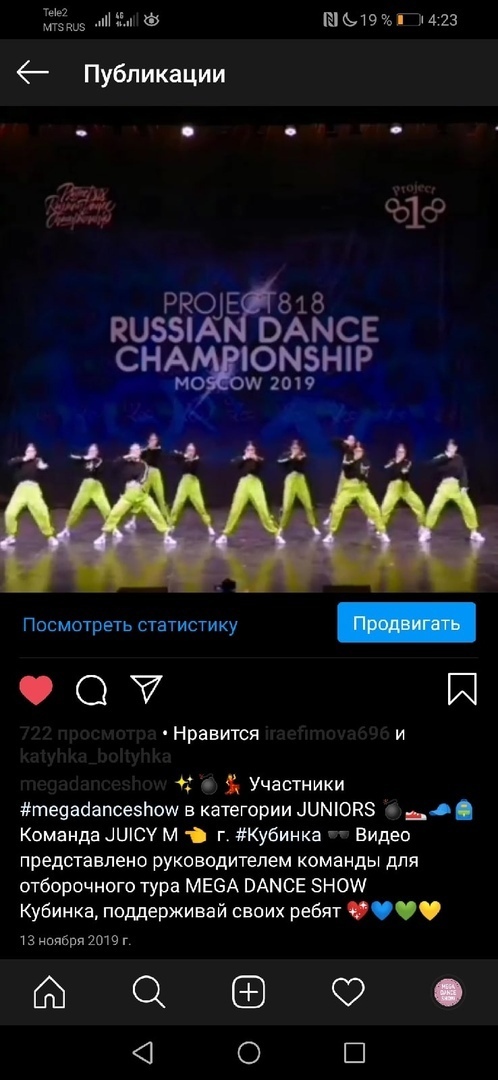 Tele2
MTS RUS
4G
19 %
4:23
Публикации
Project
818
PROJECT818
RUSSIAN DANCE
CHAMPIONSHIP
MOSCOW 2019
Посмотреть статистику
Продвигать
722 просмотра • Нравится iraefimova696 и
katyhka_boltyhka
megadanceshow ✨💣💃 Участники
#megadanceshow в категории JUNIORS 💣👟🧢🎒
Команда JUICY M 👈 г. #Кубинка 🕶️ Видео
представлено руководителем команды для
отборочного тура MEGA DANCE SHOW
Кубинка, поддерживай своих ребят 💖💙💚💛
13 ноября 2019 г.
MEGA
DANCE
SHOW